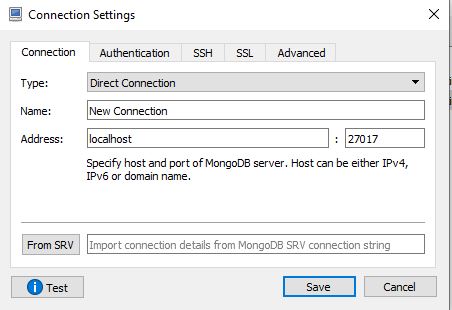 Connection Settings
Connection Authentication SSH SSL Advanced
Type: Direct Connection
Name: New Connection
Address: localhost : 27017
Specify host and port of MongoDB server. Host can be either IPv4,
IPv6 or domain name.
From SRV Import connection details from MongoDB SRV connection string
Test Save Cancel